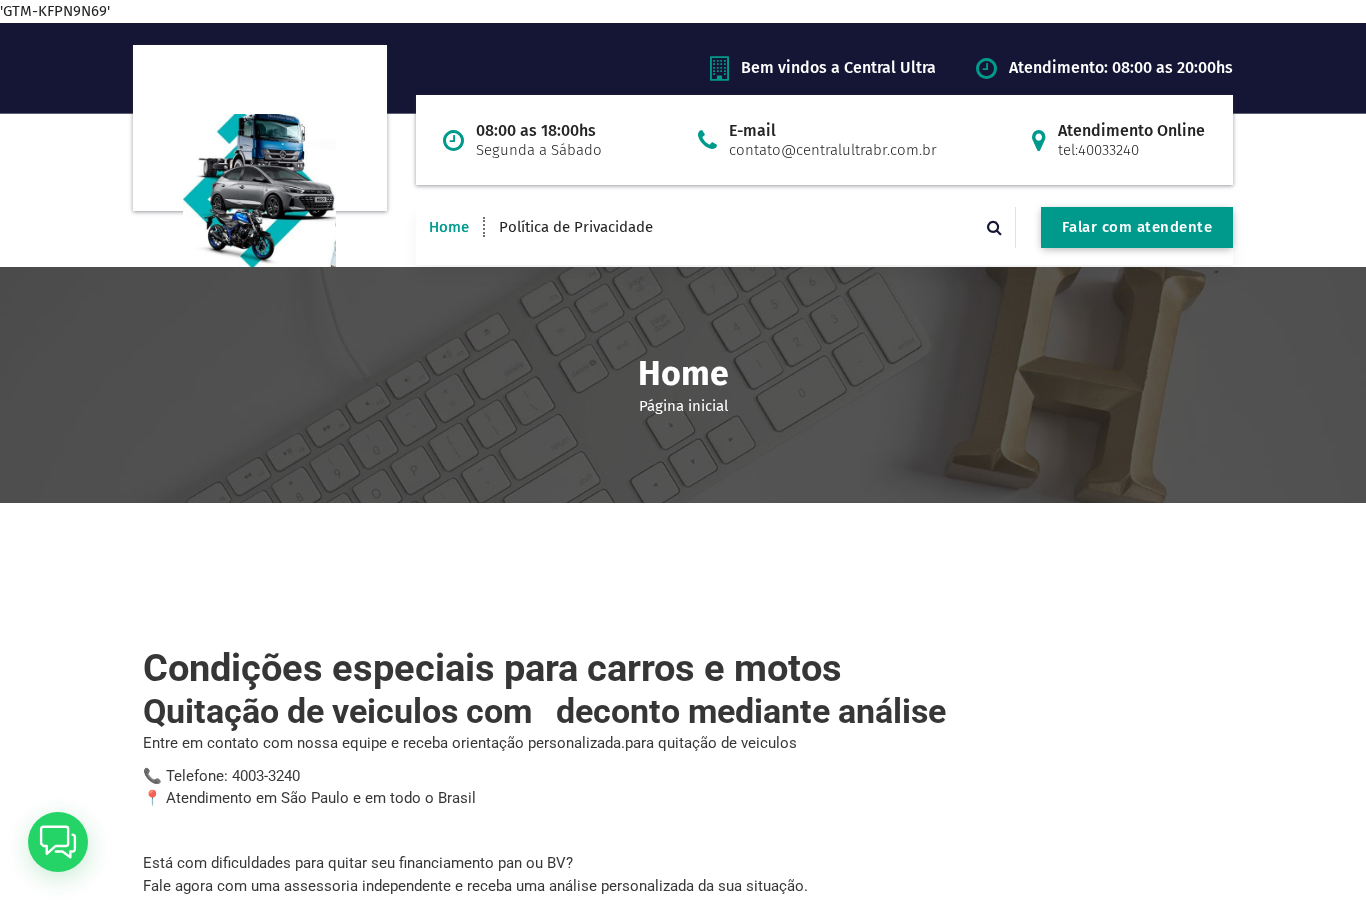 'GTM-KFPN9N69'
Bem vindos a Central Ultra
Atendimento: 08:00 as 20:00hs
08:00 as 18:00hs
Segunda a Sábado
E-mail
contato@centralultrabr.com.br
Atendimento Online
tel:40033240
Home
Política de Privacidade
Falar com atendente
Home
Página inicial
Condições especiais para carros e motos
Quitação de veiculos com deconto mediante análise
Entre em contato com nossa equipe e receba orientação personalizada.para quitação de veiculos
📞 Telefone: 4003-3240
📍 Atendimento em São Paulo e em todo o Brasil
Está com dificuldades para quitar seu financiamento pan ou BV?
Fale agora com uma assessoria independente e receba uma análise personalizada da sua situação.